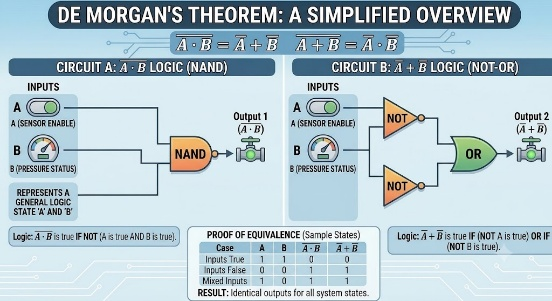 DE MORGAN'S THEOREM: A SIMPLIFIED OVERVIEW
A̅ ̅·̅ ̅B̅ = A̅ + B̅   A̅ ̅+̅ ̅B̅ = A̅ · B̅
CIRCUIT A: A̅ ̅·̅ ̅B̅ LOGIC (NAND)
INPUTS
A
A (SENSOR ENABLE)
B
B (PRESSURE STATUS)
REPRESENTS A
GENERAL LOGIC
STATE 'A' AND 'B'
NAND
Output 1
(A̅ ̅·̅ ̅B̅)
Logic: A̅ ̅·̅ ̅B̅ is true IF NOT (A is true AND B is true).
CIRCUIT B: A̅ + B̅ LOGIC (NOT-OR)
INPUTS
A
A (SENSOR ENABLE)
B
B (PRESSURE STATUS)
NOT
NOT
OR
Output 2
(A̅ + B̅)
Logic: A̅ + B̅ is true IF (NOT A is true) OR IF
(NOT B is true).
PROOF OF EQUIVALENCE (Sample States)
Case A B A̅ ̅·̅ ̅B̅ A̅ + B̅
Inputs True 1 1 0 0
Inputs False 0 0 1 1
Mixed Inputs 1 0 1 1
RESULT: Identical outputs for all system states.